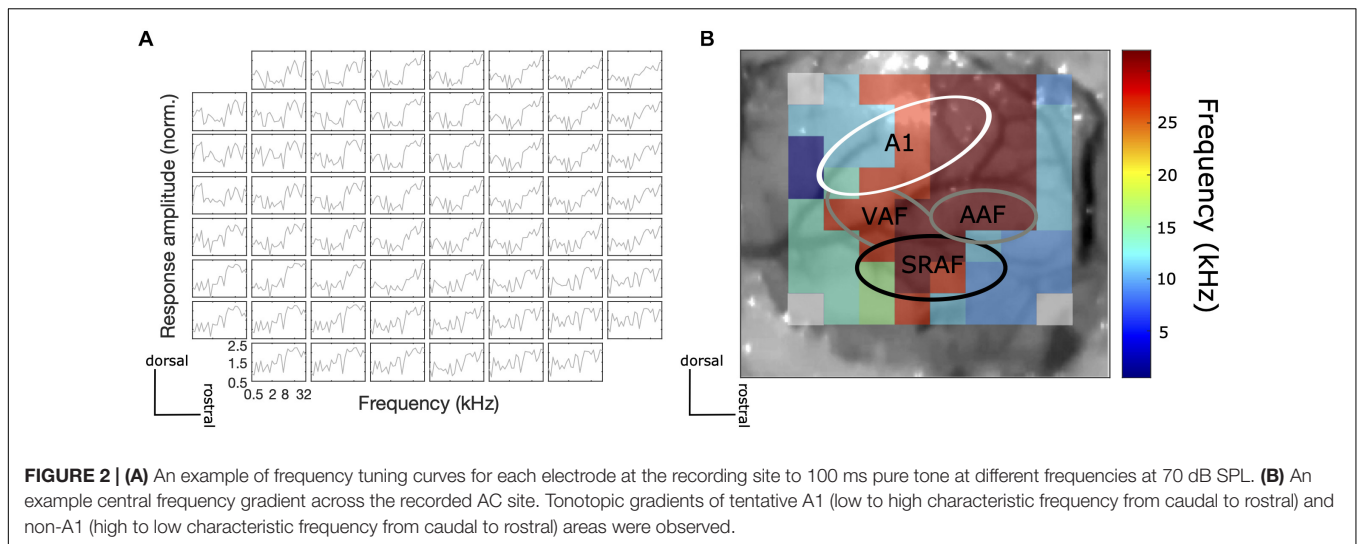 A
Response amplitude (norm.)
2.5
1.5
0.5
0.5 2 8 32
Frequency (kHz)
dorsal
rostral
B
A1
VAF
AAF
SRAF
dorsal
rostral
25
20
15
10
5
Frequency (kHz)
FIGURE 2 | (A) An example of frequency tuning curves for each electrode at the recording site to 100 ms pure tone at different frequencies at 70 dB SPL. (B) An
example central frequency gradient across the recorded AC site. Tonotopic gradients of tentative A1 (low to high characteristic frequency from caudal to rostral) and
non-A1 (high to low characteristic frequency from caudal to rostral) areas were observed.